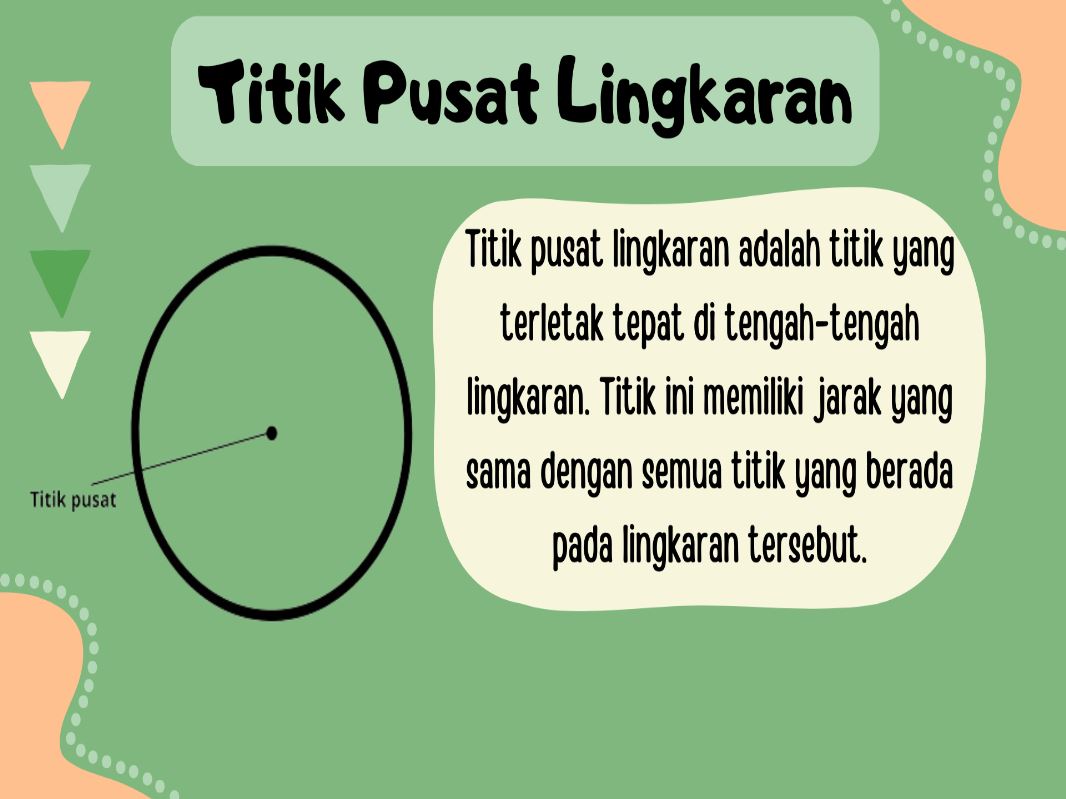 Titik Pusat Lingkaran
Titik pusat lingkaran adalah titik yang
terletak tepat di tengah-tengah
lingkaran. Titik ini memiliki jarak yang
sama dengan semua titik yang berada
pada lingkaran tersebut.
Titik pusat